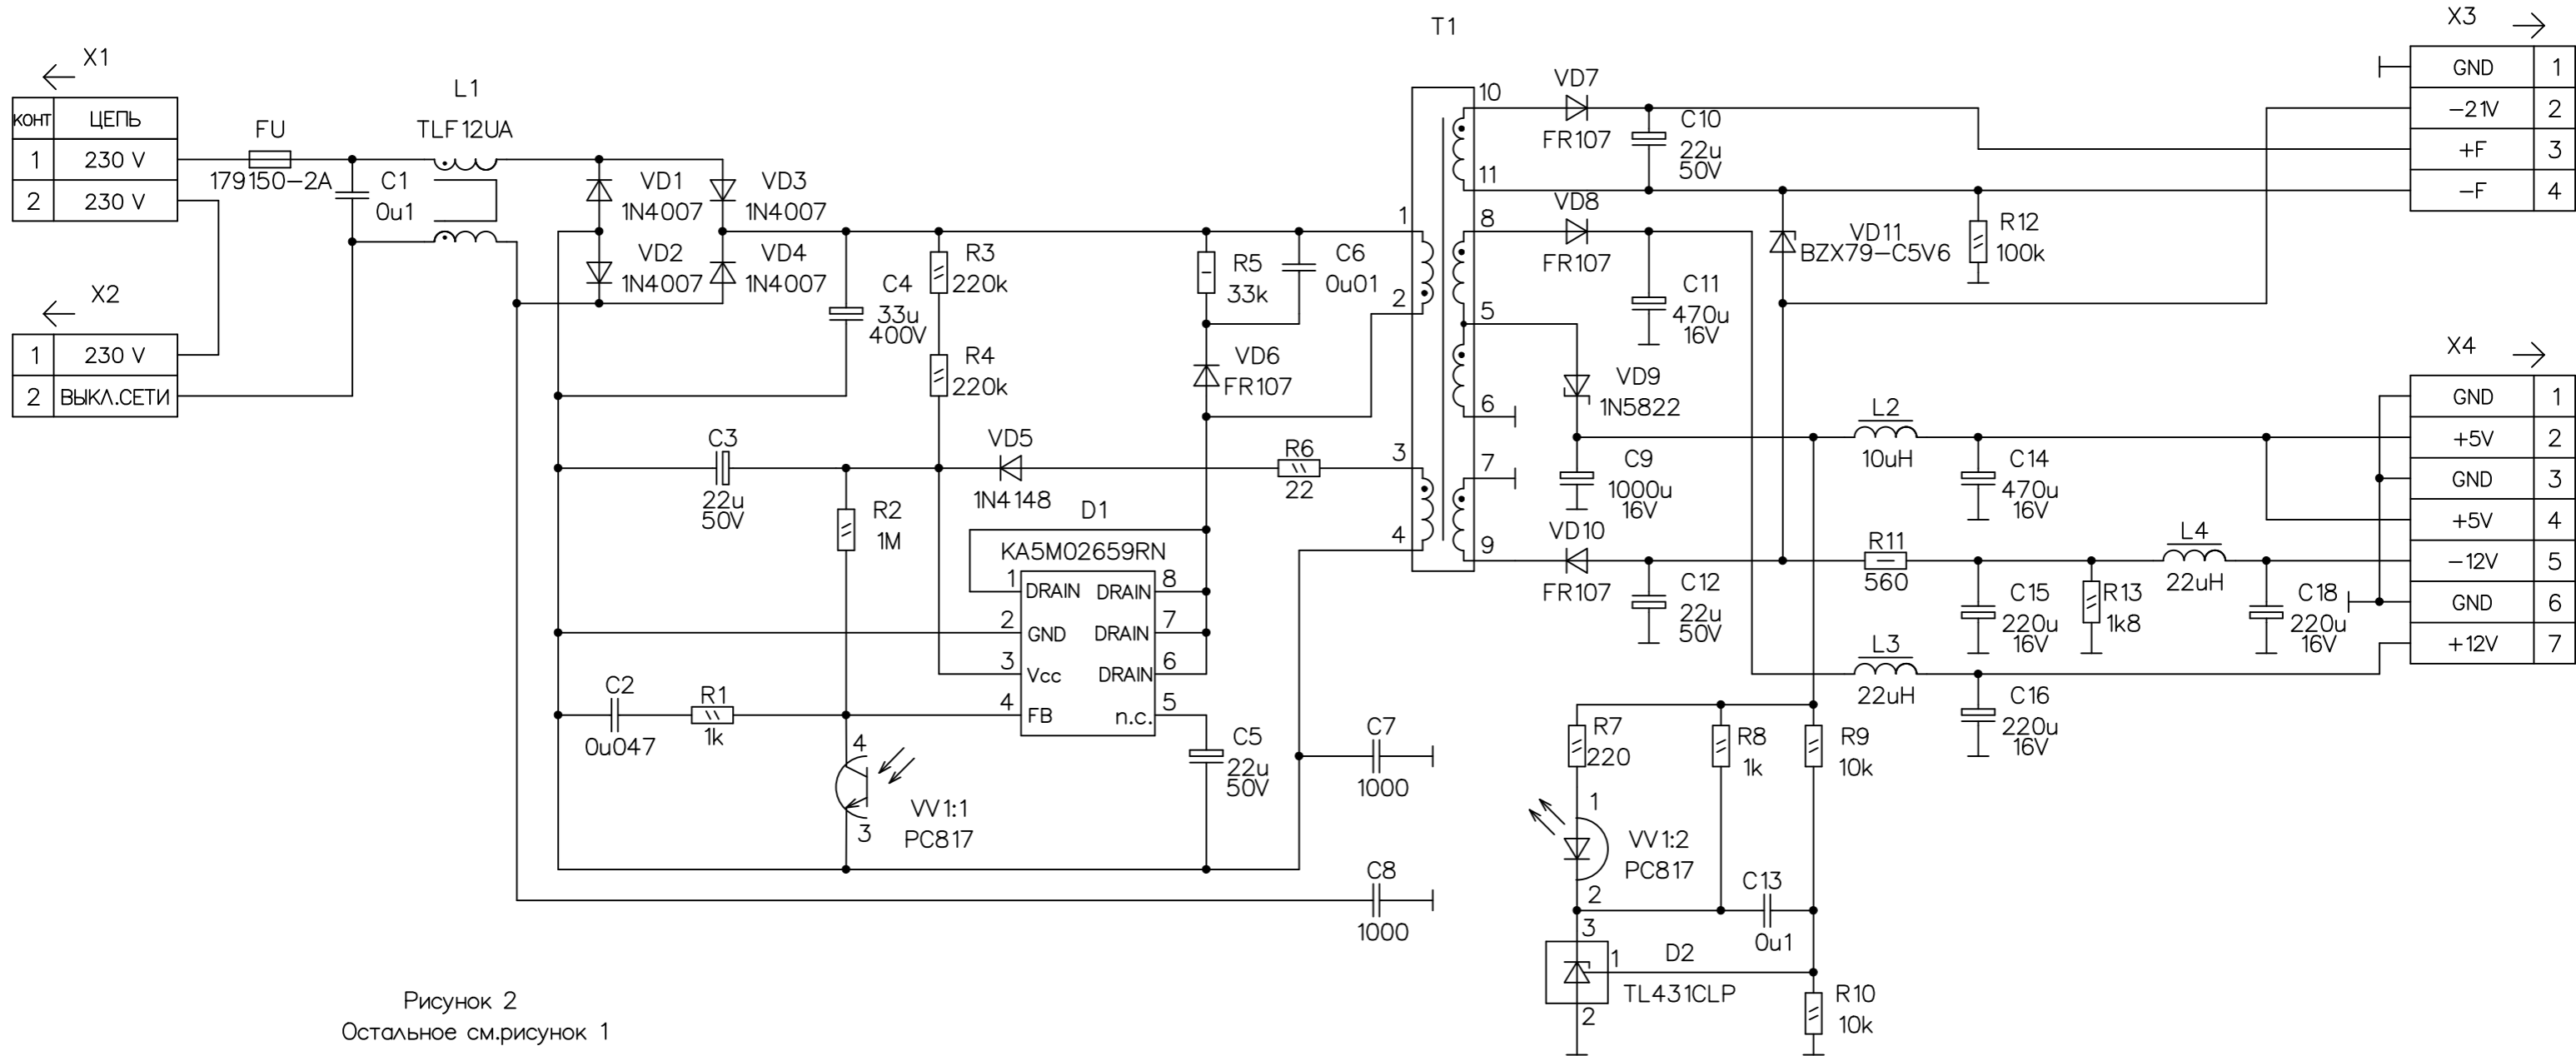 T1
X1
L1
TLF12UA
КОНТ ЦЕПЬ
1 230 V
2 230 V
FU
179150-2A
C1
0u1
X2
1 230 V
2 ВЫКЛ.СЕТИ
VD1
1N4007
VD3
1N4007
VD2
1N4007
VD4
1N4007
C4
33u
400V
R3
220k
R4
220k
R5
33k
C6
0u01
VD6
FR107
C3
22u
50V
R2
1M
VD5
1N4148
R6
22
D1
KA5M02659RN
1 DRAIN DRAIN 8
2 GND DRAIN 7
3 Vcc DRAIN 6
4 FB n.c. 5
C2
0u047
R1
1k
4
3
VV1:1
PC817
C5
22u
50V
C7
1000
C8
1000
1
2
3
4
10
11
8
5
6
7
9
VD7
FR107
C10
22u
50V
VD8
FR107
C11
470u
16V
VD11
BZX79-C5V6
R12
100k
VD9
1N5822
C9
1000u
16V
L2
10uH
C14
470u
16V
VD10
FR107
C12
22u
50V
R11
560
C15
220u
16V
R13
1k8
L4
22uH
C18
220u
16V
L3
22uH
C16
220u
16V
R7
220
R8
1k
R9
10k
1
VV1:2
PC817
2
C13
0u1
3
1
D2
TL431CLP
2
R10
10k
X3
GND 1
-21V 2
+F 3
-F 4
X4
GND 1
+5V 2
GND 3
+5V 4
-12V 5
GND 6
+12V 7
Рисунок 2
Остальное см.рисунок 1